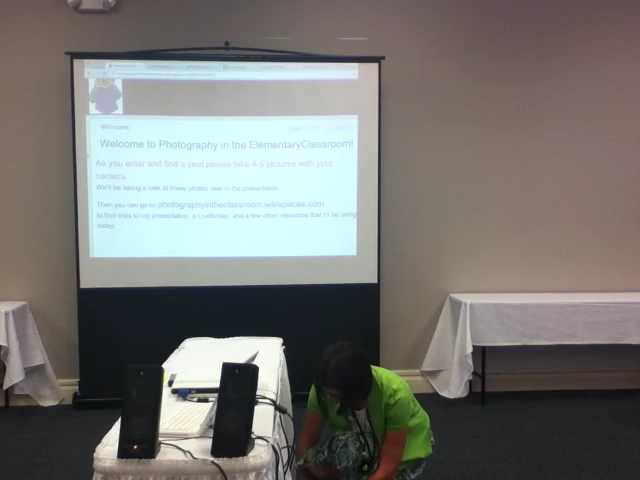 Welcome!
Welcome to Photography in the ElementaryClassroom!
As you enter and find a seat please take 4-5 pictures with your
camera.
We'll be taking a look at these photos later in the presentation.
Then you can go to: photographyintheclassroom.wikispaces.com
to find links to my presentation, a LiveBinder, and a few other resources that I'll be using
today.